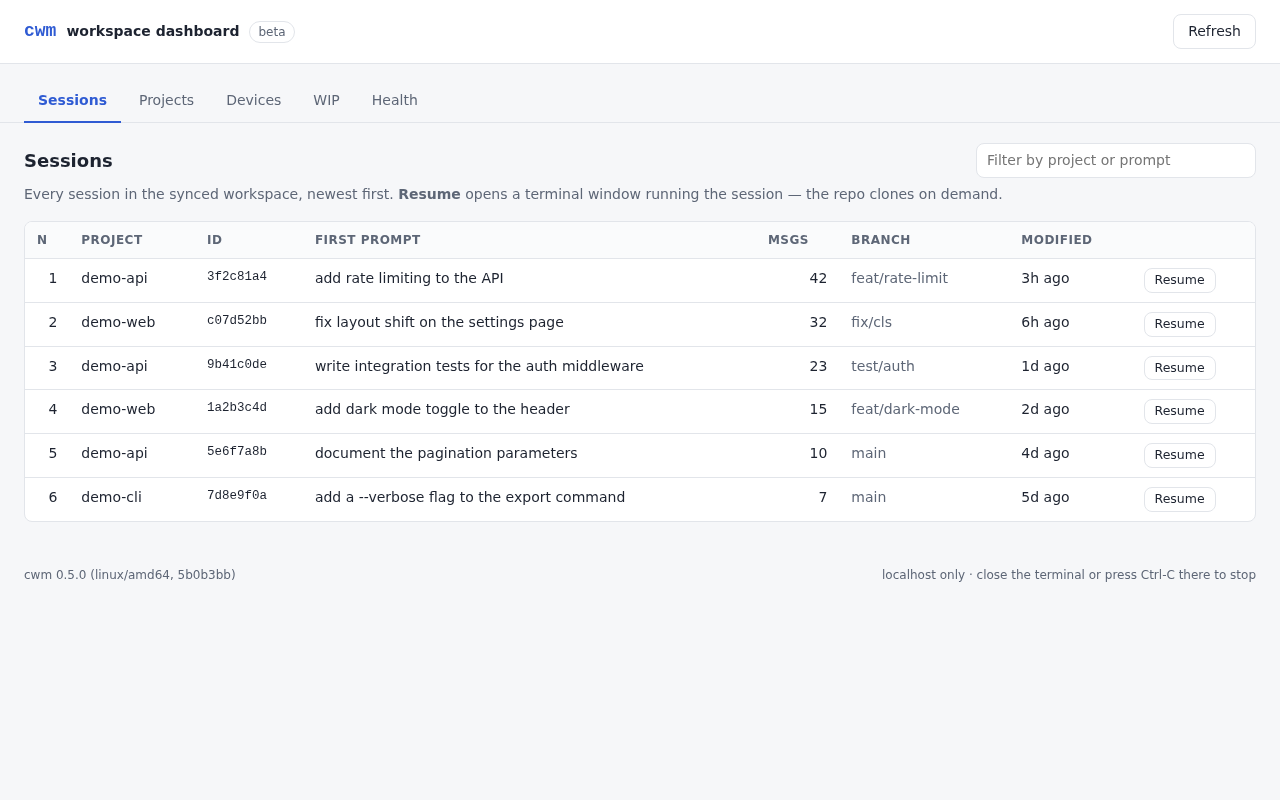 cwm workspace dashboard beta Refresh
Sessions Projects Devices WIP Health
Sessions Filter by project or prompt
Every session in the synced workspace, newest first. Resume opens a terminal window running the session — the repo clones on demand.
N PROJECT ID FIRST PROMPT MSGS BRANCH MODIFIED
1 demo-api 3f2c81a4 add rate limiting to the API 42 feat/rate-limit 3h ago Resume
2 demo-web c07d52bb fix layout shift on the settings page 32 fix/cls 6h ago Resume
3 demo-api 9b41c0de write integration tests for the auth middleware 23 test/auth 1d ago Resume
4 demo-web 1a2b3c4d add dark mode toggle to the header 15 feat/dark-mode 2d ago Resume
5 demo-api 5e6f7a8b document the pagination parameters 10 main 4d ago Resume
6 demo-cli 7d8e9f0a add a --verbose flag to the export command 7 main 5d ago Resume
cwm 0.5.0 (linux/amd64, 5b0b3bb) localhost only · close the terminal or press Ctrl-C there to stop